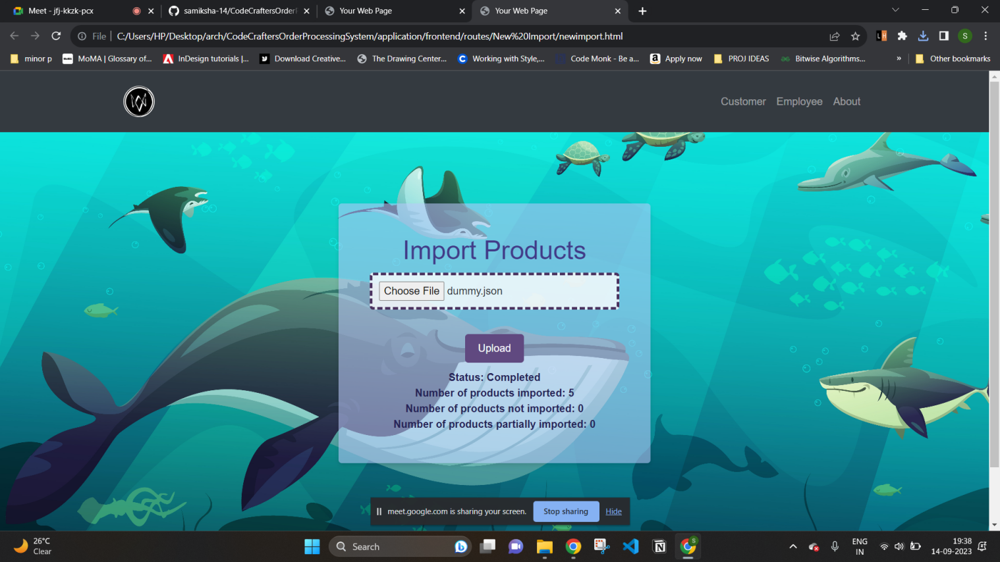 Meet - jfj-kkzk-pcx
samiksha-14/CodeCraftersOrderP
Your Web Page
Your Web Page
File
C:/Users/HP/Desktop/arch/CodeCraftersOrderProcessingSystem/application/frontend/routes/New%20Import/newimport.html
S
minor p
MoMA | Glossary of...
InDesign tutorials |...
Download Creative...
The Drawing Center...
Working with Style,...
Code Monk - Be a...
Apply now
PROJ IDEAS
Bitwise Algorithms...
»
Other bookmarks
Customer
Employee
About
Import Products
Choose File dummy.json
Upload
Status: Completed
Number of products imported: 5
Number of products not imported: 0
Number of products partially imported: 0
meet.google.com is sharing your screen.
Stop sharing
Hide
26°C
Clear
Search
ENG
IN
19:38
14-09-2023